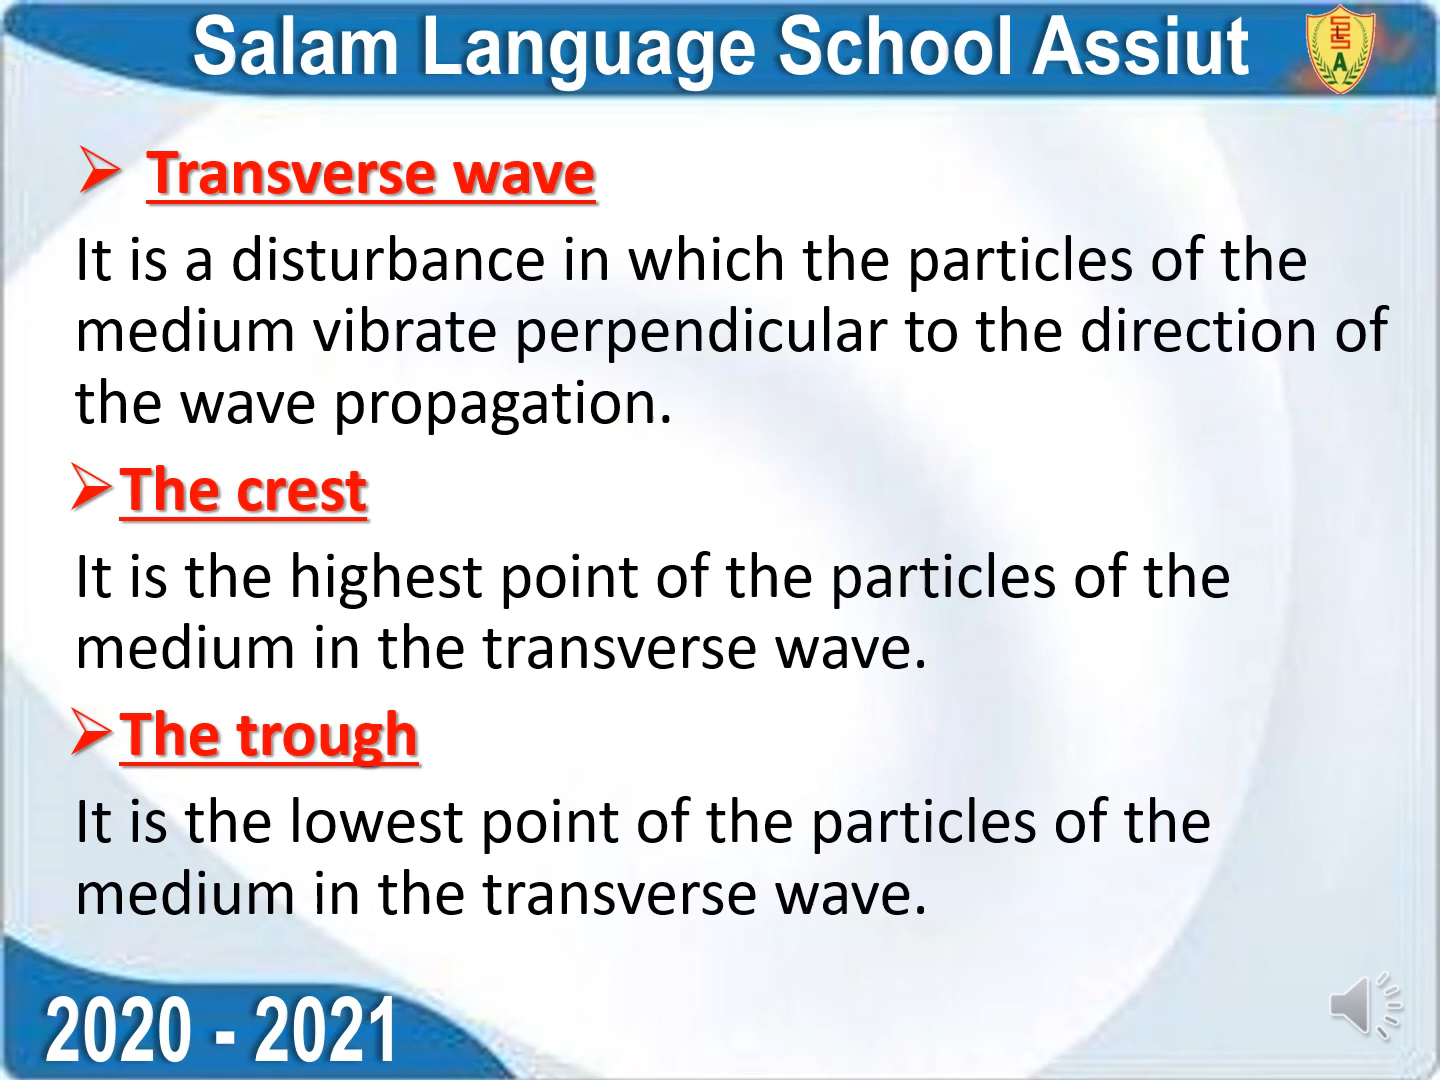 Salam Language School Assiut
Transverse wave
It is a disturbance in which the particles of the
medium vibrate perpendicular to the direction of
the wave propagation.
The crest
It is the highest point of the particles of the
medium in the transverse wave.
The trough
It is the lowest point of the particles of the
medium in the transverse wave.
2020 - 2021